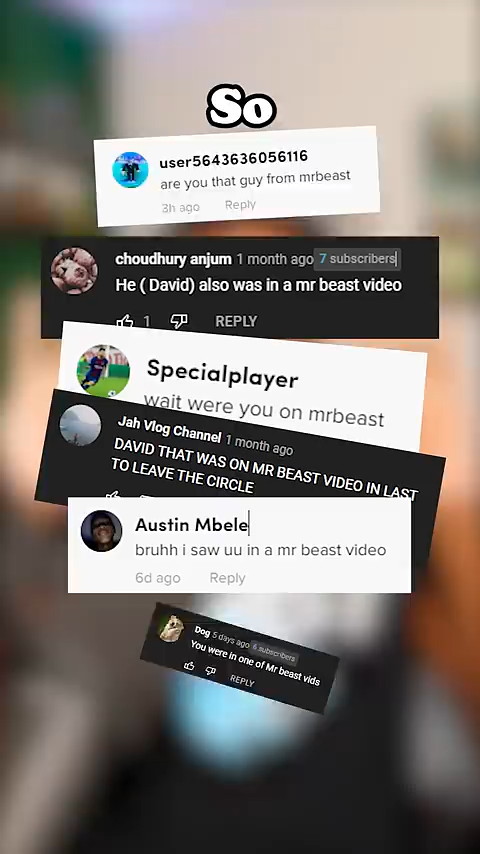 So
user5643636056116
are you that guy from mrbeast
3h ago Reply
choudhury anjum 1 month ago 7 subscribers
He ( David) also was in a mr beast video
1 REPLY
Specialplayer
wait were you on mrbeast
Jah Vlog Channel 1 month ago
DAVID THAT WAS ON MR BEAST VIDEO IN LAST
TO LEAVE THE CIRCLE
Austin Mbele
bruhh i saw uu in a mr beast video
6d ago Reply
Dog 5 days ago 6 subscribers
You were in one of Mr beast vids
REPLY